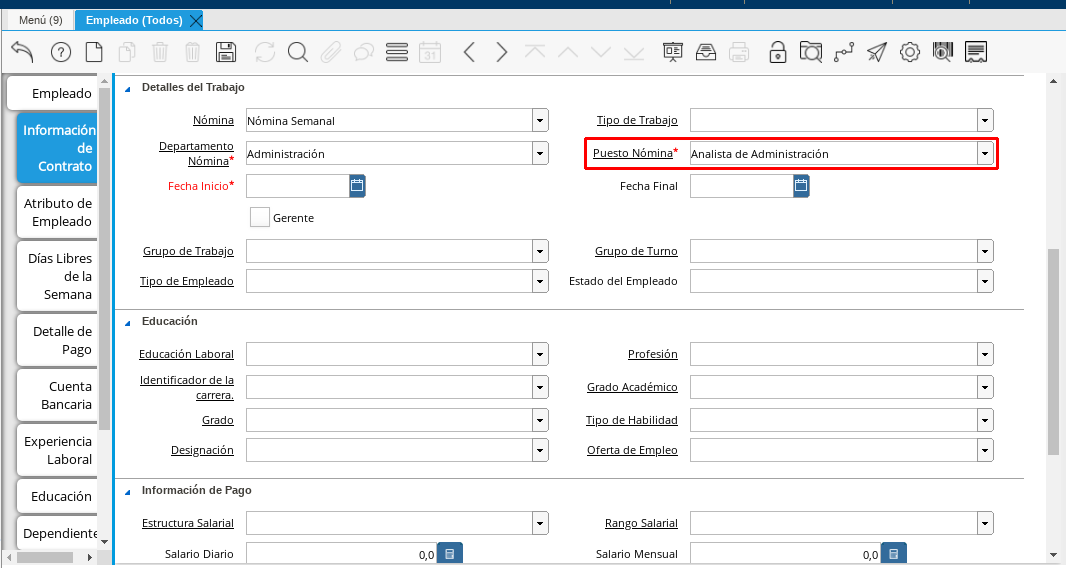 Menú (9)
Empleado (Todos)
31
Empleado
Información
de
Contrato
Atributo de
Empleado
Días Libres
de la
Semana
Detalle de
Pago
Cuenta
Bancaria
Experiencia
Laboral
Educación
Dependiente
Detalles del Trabajo
Nómina Nómina Semanal Tipo de Trabajo
Departamento
Nómina* Administración Puesto Nómina* Analista de Administración
Fecha Inicio* Fecha Final
Gerente
Grupo de Trabajo Grupo de Turno
Tipo de Empleado Estado del Empleado
Educación
Educación Laboral Profesión
Identificador de la
carrera. Grado Académico
Grado Tipo de Habilidad
Designación Oferta de Empleo
Información de Pago
Estructura Salarial Rango Salarial
Salario Diario 0,0 Salario Mensual 0,0